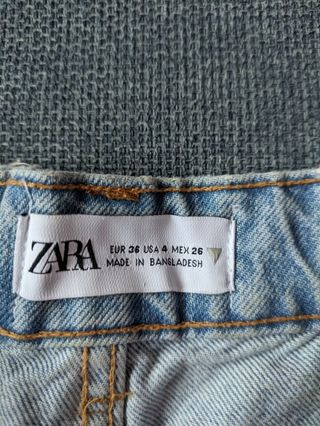 ZARA
EUR 36 USA 4 MEX 26
MADE IN BANGLADESH